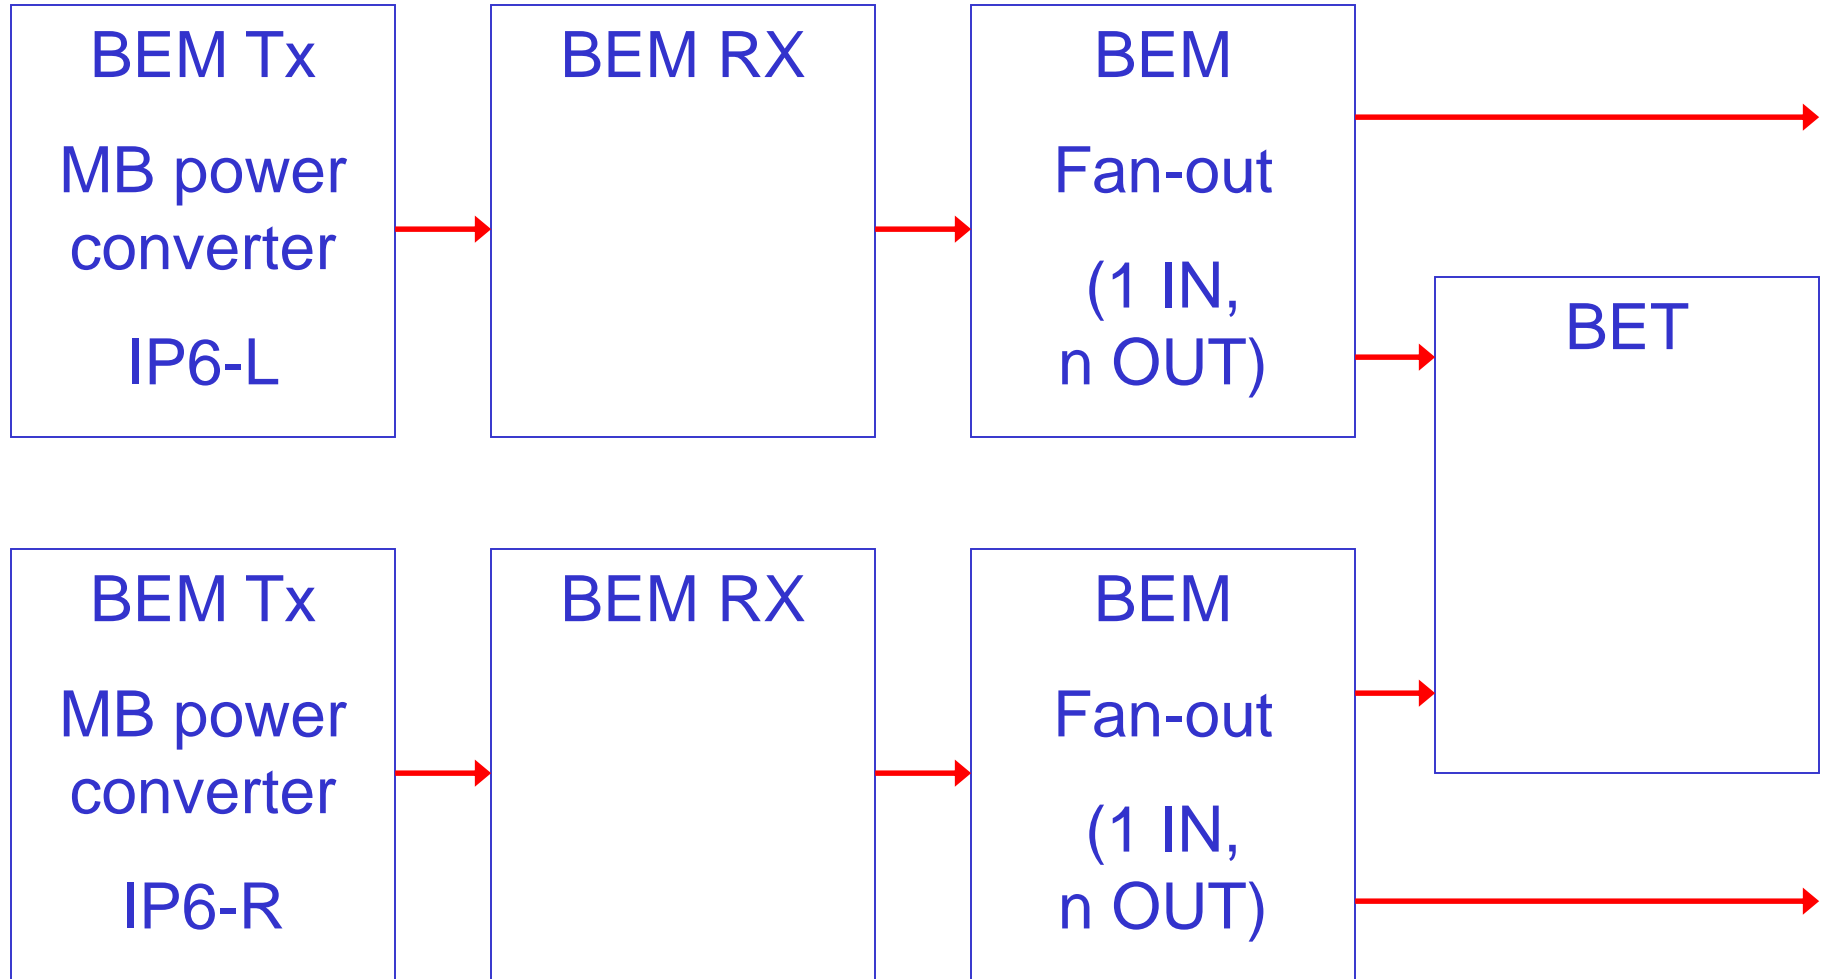 BEM Tx
MB power
converter
IP6-L
BEM RX
BEM
Fan-out
(1 IN,
n OUT)
BET
BEM Tx
MB power
converter
IP6-R
BEM RX
BEM
Fan-out
(1 IN,
n OUT)